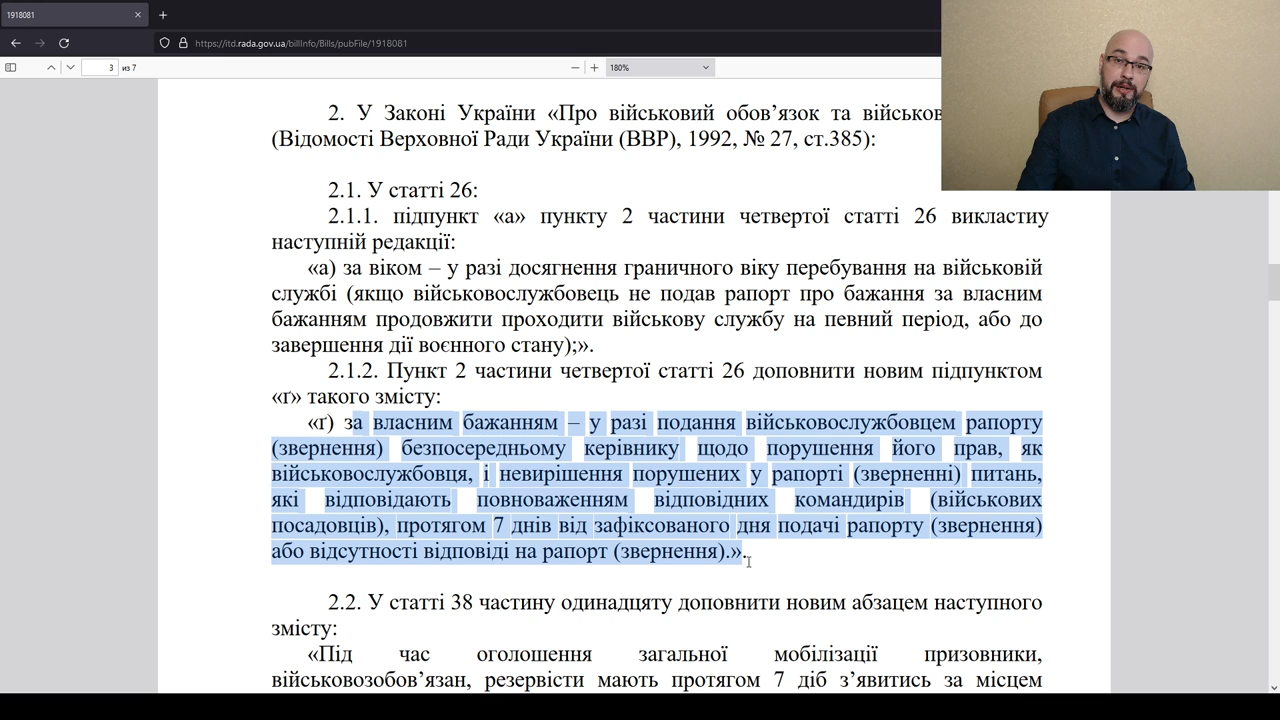 1918081
https://itd.rada.gov.ua/billInfo/Bills/pubFile/1918081
3 из 7
180%
2. У Законі України «Про військовий обов’язок та військов
(Відомості Верховної Ради України (ВВР), 1992, № 27, ст.385):
2.1. У статті 26:
2.1.1. підпункт «а» пункту 2 частини четвертої статті 26 викластиу
наступній редакції:
«а) за віком – у разі досягнення граничного віку перебування на військовій
службі (якщо військовослужбовець не подав рапорт про бажання за власним
бажанням продовжити проходити військову службу на певний період, або до
завершення дії воєнного стану);».
2.1.2. Пункт 2 частини четвертої статті 26 доповнити новим підпунктом
«ґ» такого змісту:
«ґ) за власним бажанням – у разі подання військовослужбовцем рапорту
(звернення) безпосередньому керівнику щодо порушення його прав, як
військовослужбовця, і невирішення порушених у рапорті (зверненні) питань,
які відповідають повноваженням відповідних командирів (військових
посадовців), протягом 7 днів від зафіксованого дня подачі рапорту (звернення)
або відсутності відповіді на рапорт (звернення).».
2.2. У статті 38 частину одинадцяту доповнити новим абзацем наступного
змісту:
«Під час оголошення загальної мобілізації призовники,
військовозобов’язан, резервісти мають протягом 7 діб з’явитись за місцем